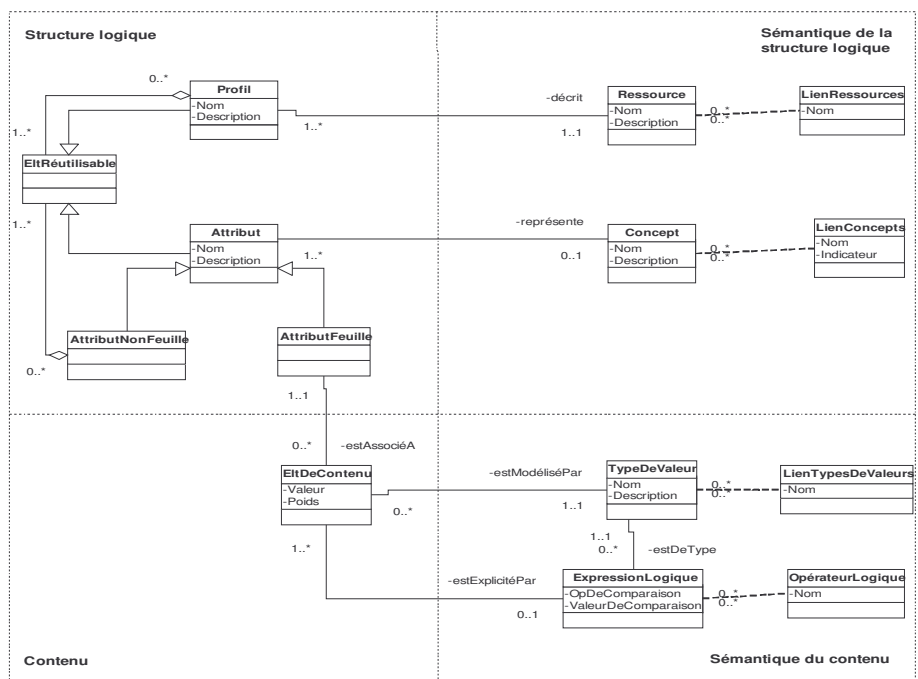 Structure logique
Sémantique de la
structure logique
0..*
Profil
-Nom
-Description
1..*
-décrit
1..1
Ressource
-Nom
-Description
0..*
0..*
LienRessources
-Nom
1..*
EltRéutilisable
1..*
Attribut
-Nom
-Description
1..*
-représente
0..1
Concept
-Nom
-Description
0..*
0..*
LienConcepts
-Nom
-Indicateur
AttributNonFeuille
0..*
AttributFeuille
1..1
0..*
-estAssociéA
EltDeContenu
-Valeur
-Poids
0..*
-estModéliséPar
1..1
TypeDeValeur
-Nom
-Description
0..*
0..*
LienTypesDeValeurs
-Nom
1..1
0..*
-estDeType
1..*
-estExplicitéPar
0..1
ExpressionLogique
-OpDeComparaison
-ValeurDeComparaison
0..*
0..*
OpérateurLogique
-Nom
Contenu
Sémantique du contenu